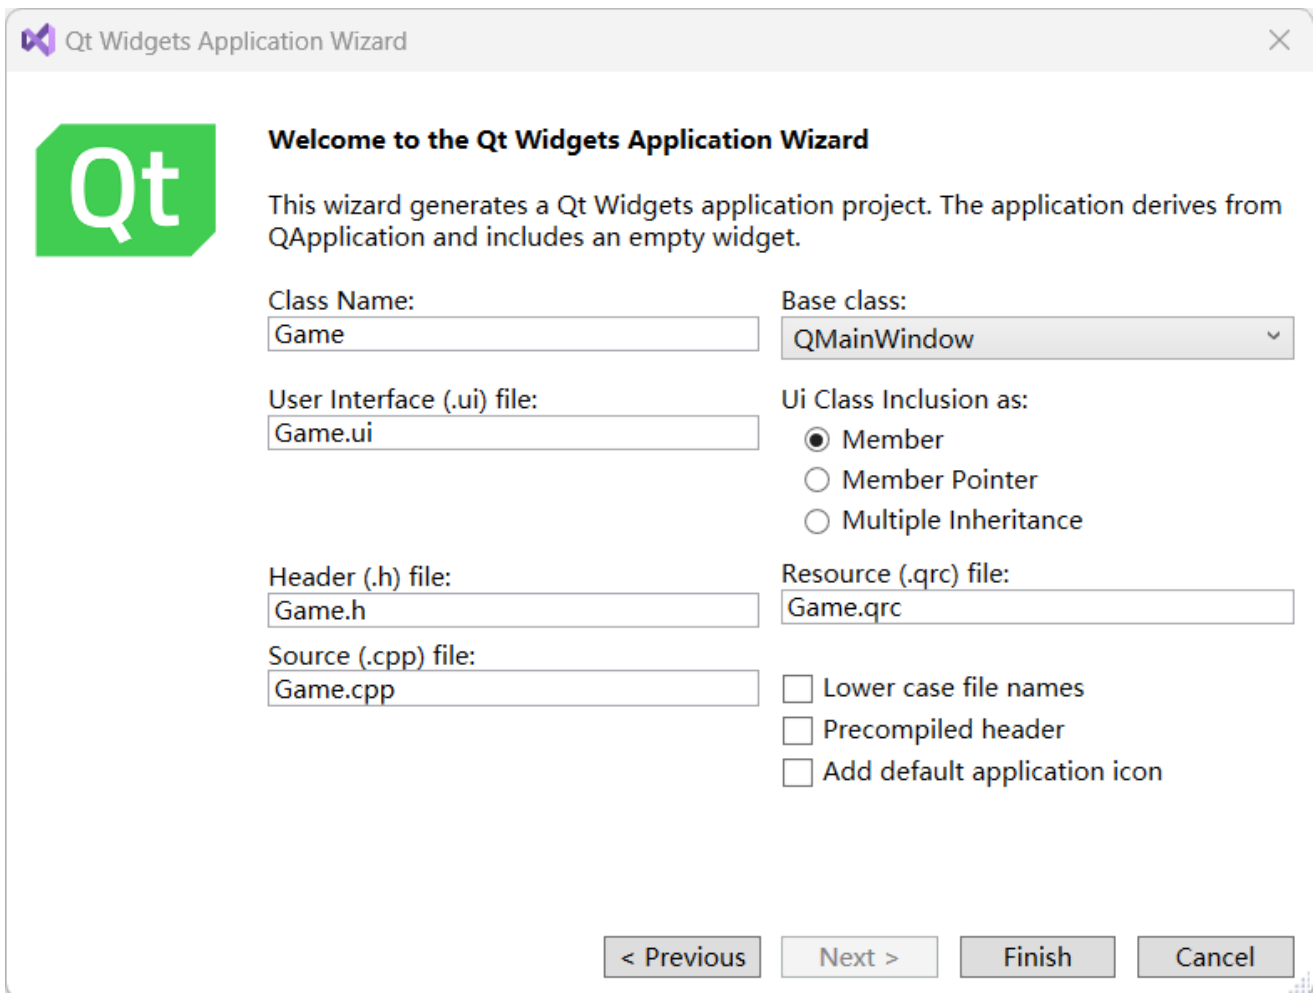 Qt Widgets Application Wizard
Qt
Welcome to the Qt Widgets Application Wizard
This wizard generates a Qt Widgets application project. The application derives from
QApplication and includes an empty widget.
Class Name:
Game
Base class:
QMainWindow
User Interface (.ui) file:
Game.ui
Ui Class Inclusion as:
Member
Member Pointer
Multiple Inheritance
Header (.h) file:
Game.h
Resource (.qrc) file:
Game.qrc
Source (.cpp) file:
Game.cpp
Lower case file names
Precompiled header
Add default application icon
< Previous
Next >
Finish
Cancel